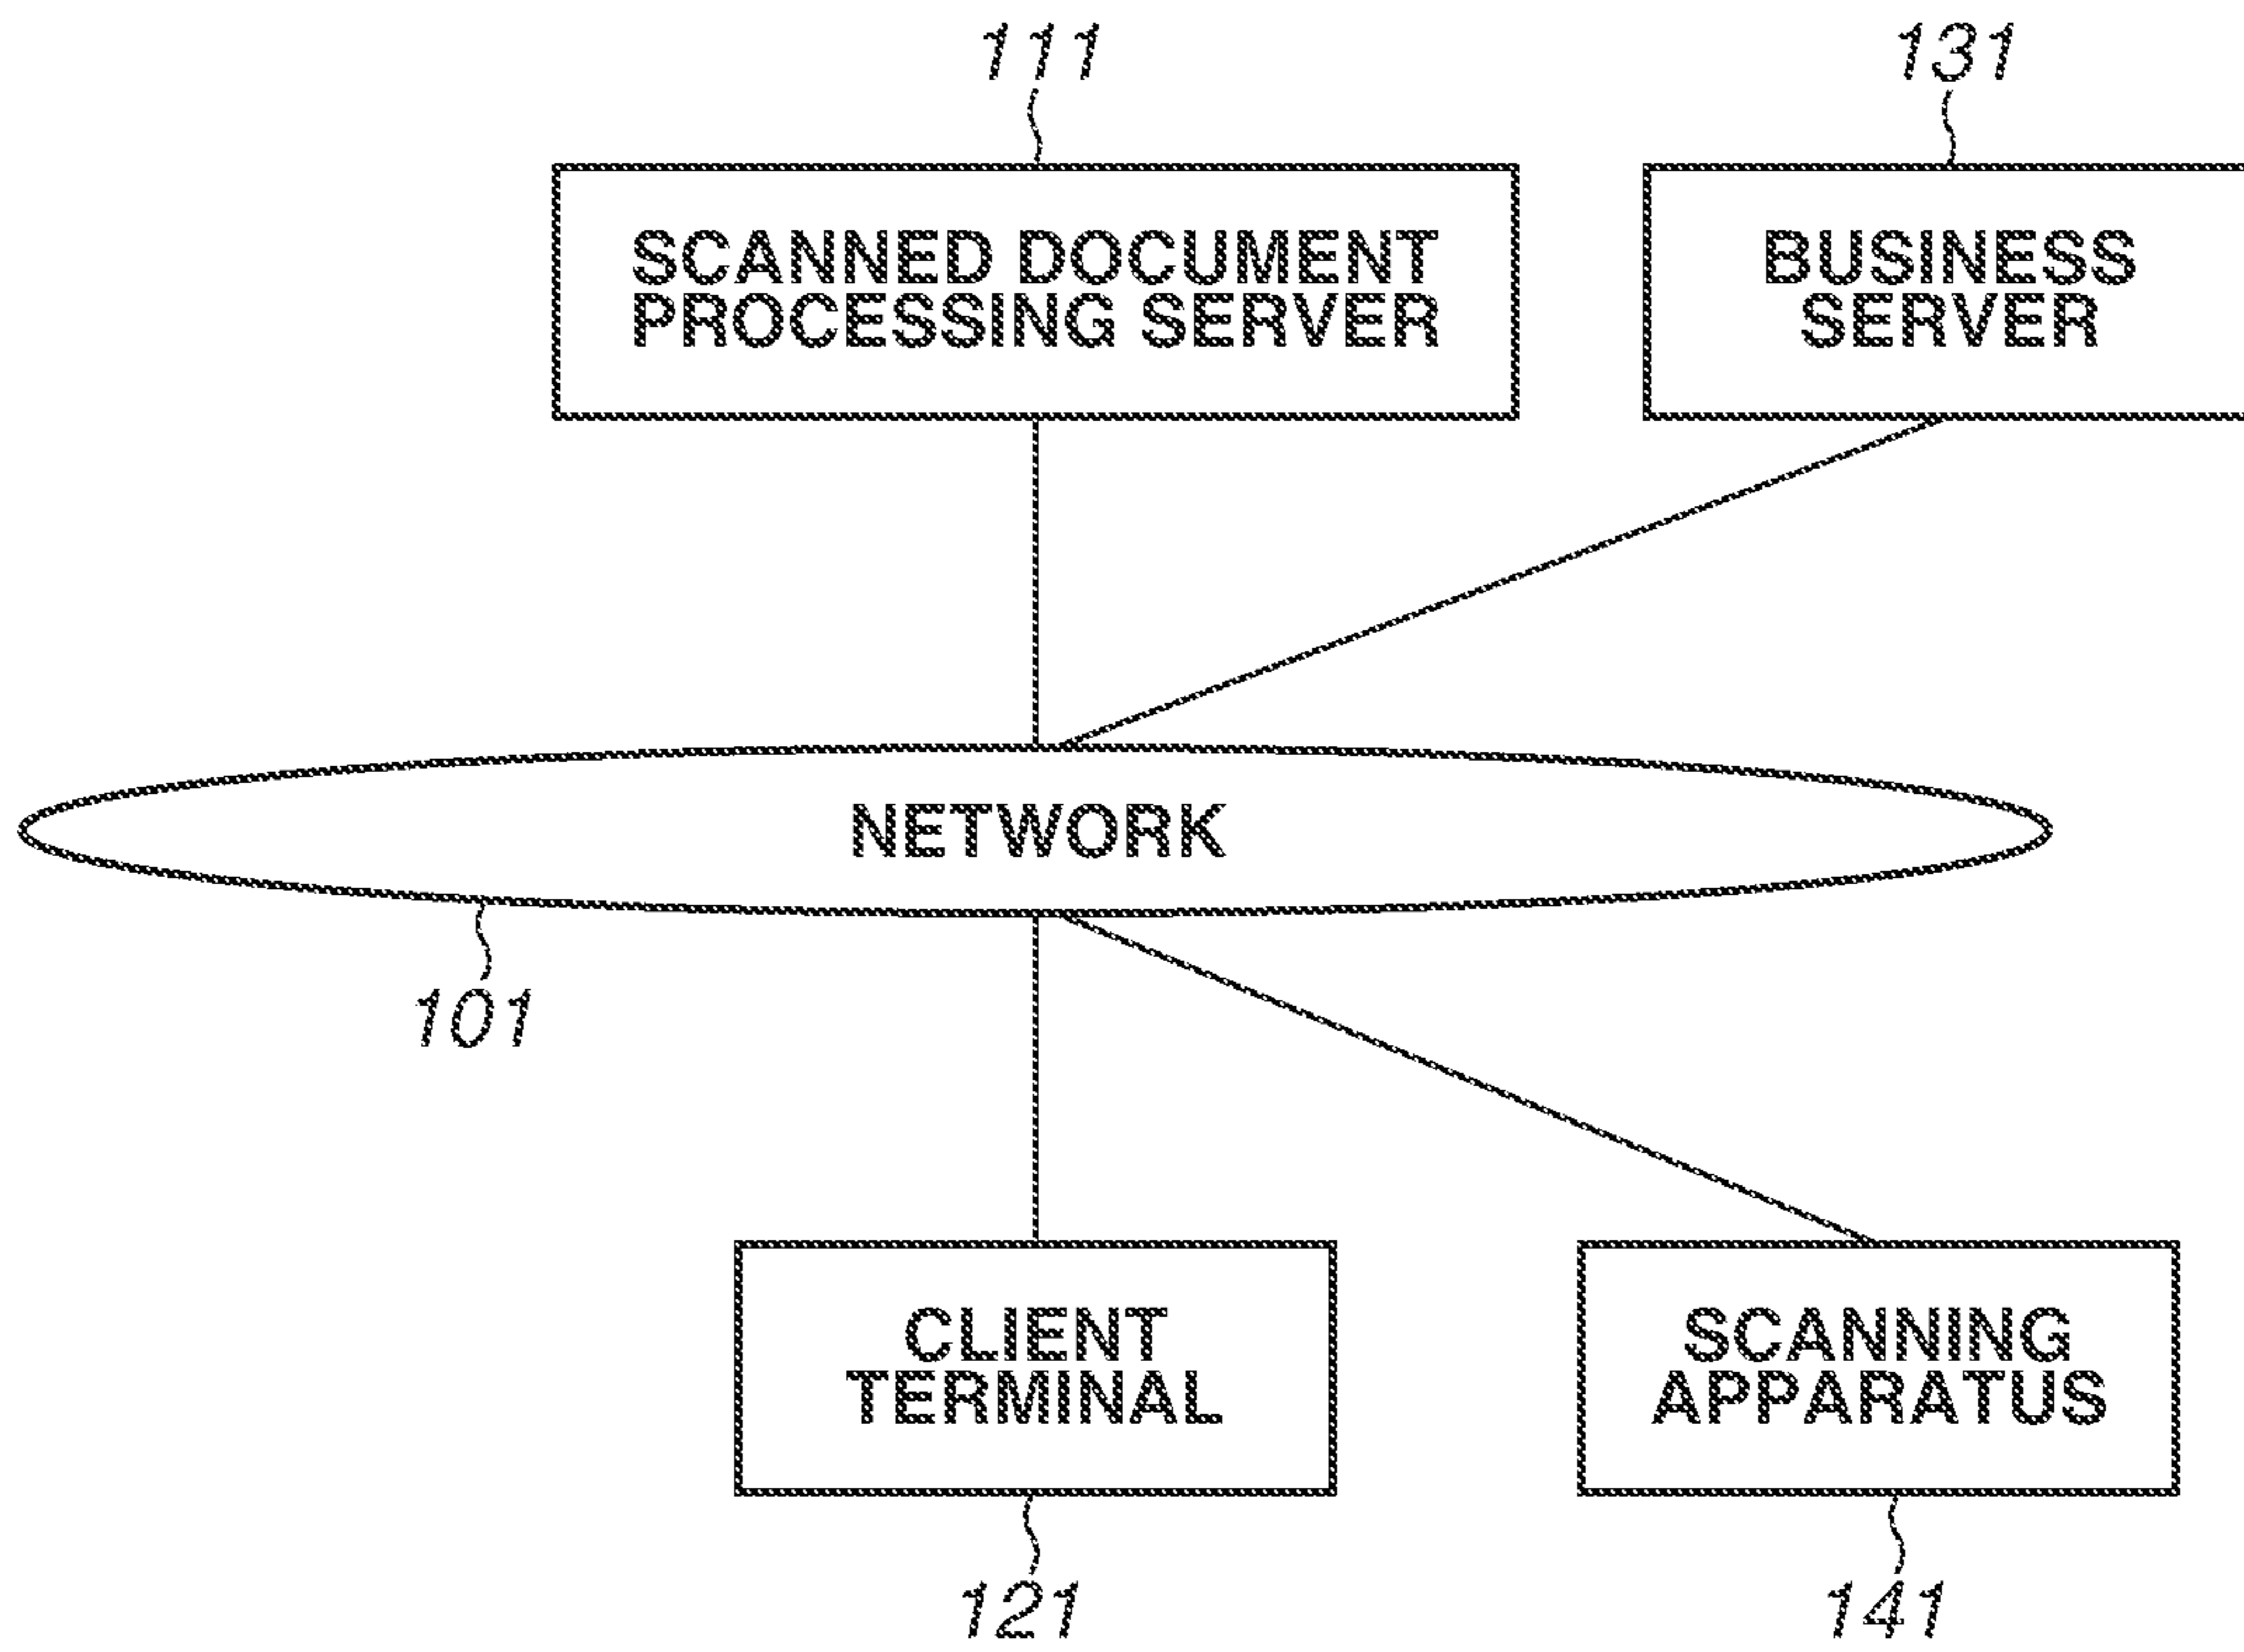 111
131
SCANNED DOCUMENT
PROCESSING SERVER
BUSINESS
SERVER
NETWORK
101
CLIENT
TERMINAL
SCANNING
APPARATUS
121
141